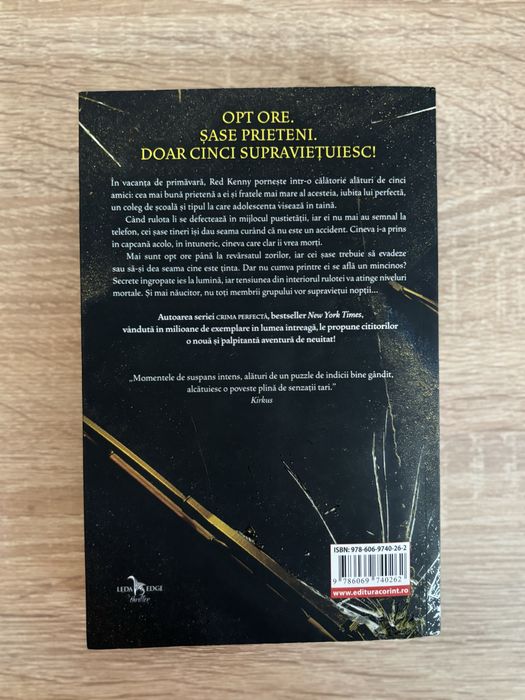 OPT ORE.
ȘASE PRIETENI.
DOAR CINCI SUPRAVIEȚUIESC!
În vacanța de primăvară, Red Kenny pornește într-o călătorie alături de cinci
amici: cea mai bună prietenă a ei și fratele mai mare al acesteia, iubita lui perfectă,
un coleg de școală și tipul la care adolescenta visează în taină.
Când rulota li se defectează în mijlocul pustietății, iar ei nu mai au semnal la
telefon, cei șase tineri își dau seama curând că nu este un accident. Cineva i-a prins
în capcană acolo, în întuneric, cineva care clar îi vrea morți.
Mai sunt opt ore până la revărsatul zorilor, iar cei șase trebuie să evadeze
sau să-și dea seama cine este ținta. Dar nu cumva printre ei se află un mincinos?
Secrete îngropate ies la lumină, iar tensiunea din interiorul rulotei va atinge niveluri
mortale. Și mai năucitor, nu toți membrii grupului vor supraviețui nopții...
Autoarea seriei CRIMA PERFECTĂ, bestseller New York Times,
vândută în milioane de exemplare în lumea întreagă, le propune cititorilor
o nouă și palpitantă aventură de neuitat!
„Momentele de suspans intens, alături de un puzzle de indicii bine gândit,
alcătuiesc o poveste plină de senzații tari.”
Kirkus
ISBN: 978-606-9740-26-2
9 786069 740262
www.edituracorint.ro
LEDA EDGE
thriller